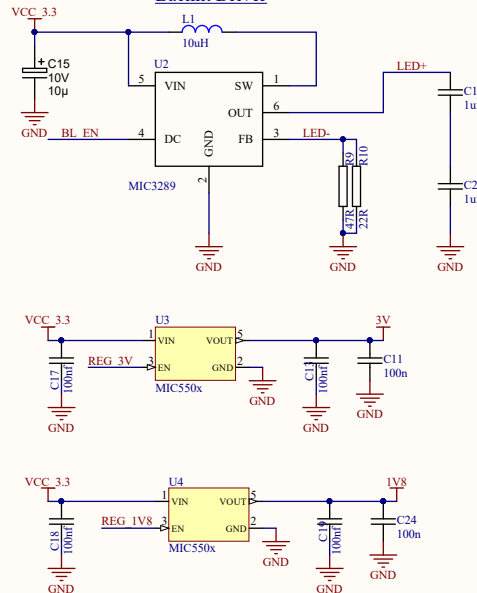 VCC_3.3
L1
10uH
C15
10V
10µ
+
GND
U2
5
VIN
SW
1
OUT
6
LED+
BL_EN
4
DC
GND
FB
3
LED-
2
MIC3289
GND
R9
47R
R10
22R
GND
1u
1u
GND
VCC_3.3
U3
1
VIN
VOUT
5
3V
REG_3V
3
EN
GND
2
MIC550x
C17
100nf
GND
GND
C13
100nf
GND
C11
100n
GND
VCC_3.3
U4
1
VIN
VOUT
5
1V8
REG_1V8
3
EN
GND
2
MIC550x
C18
100nf
GND
GND
C19
100nf
GND
C24
100n
GND